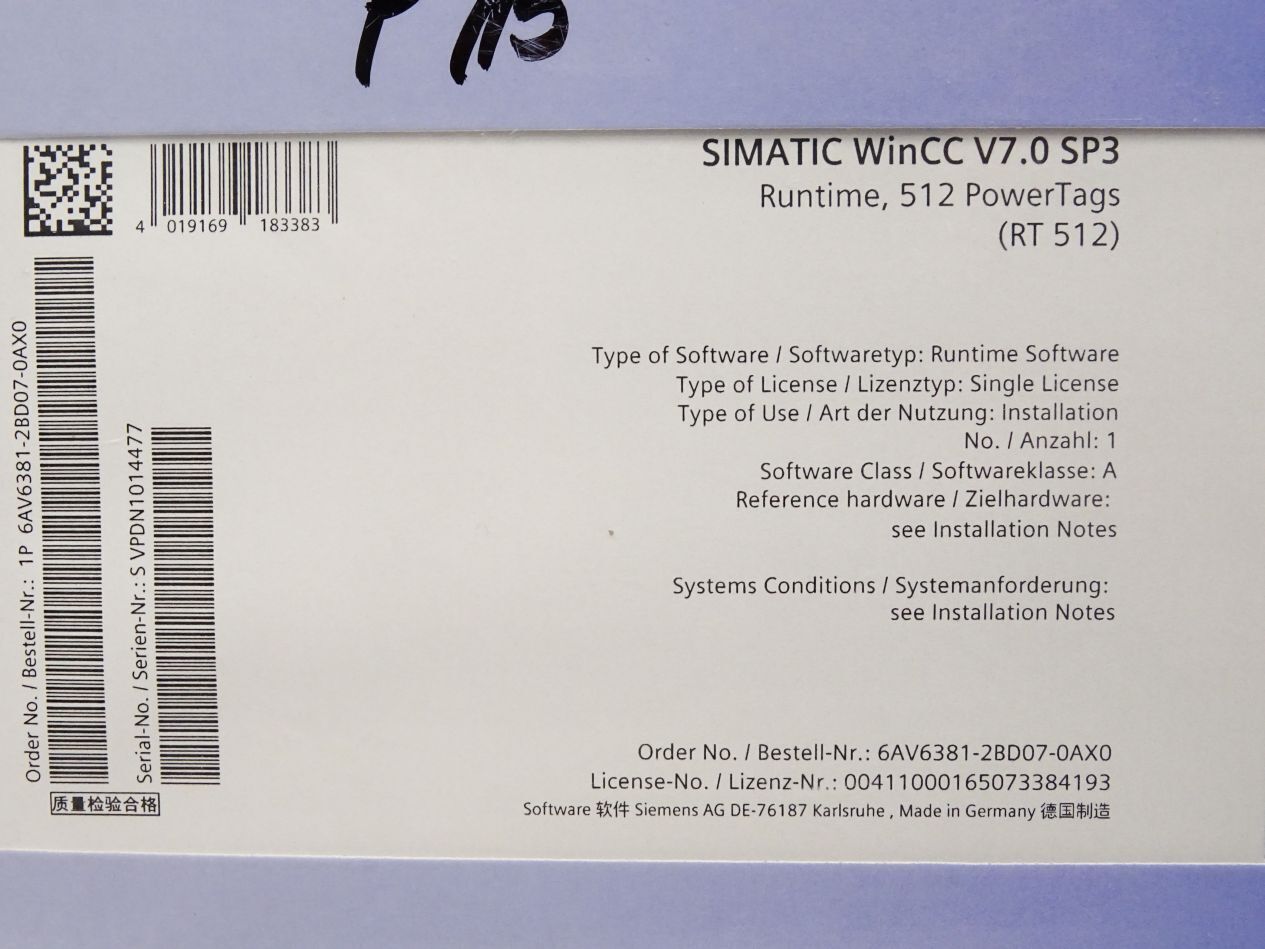 SIMATIC WinCC V7.0 SP3
Runtime, 512 PowerTags
(RT 512)
4 019169 183383
Order No. / Bestell-Nr.: 1P 6AV6381-2BD07-0AX0
Serial-No. / Serien-Nr.: S VPDN1014477
质量检验合格
Type of Software / Softwaretyp: Runtime Software
Type of License / Lizenztyp: Single License
Type of Use / Art der Nutzung: Installation
No. / Anzahl: 1
Software Class / Softwareklasse: A
Reference hardware / Zielhardware:
see Installation Notes
Systems Conditions / Systemanforderung:
see Installation Notes
Order No. / Bestell-Nr.: 6AV6381-2BD07-0AX0
License-No. / Lizenz-Nr.: 00411000165073384193
Software 软件 Siemens AG DE-76187 Karlsruhe , Made in Germany 德国制造